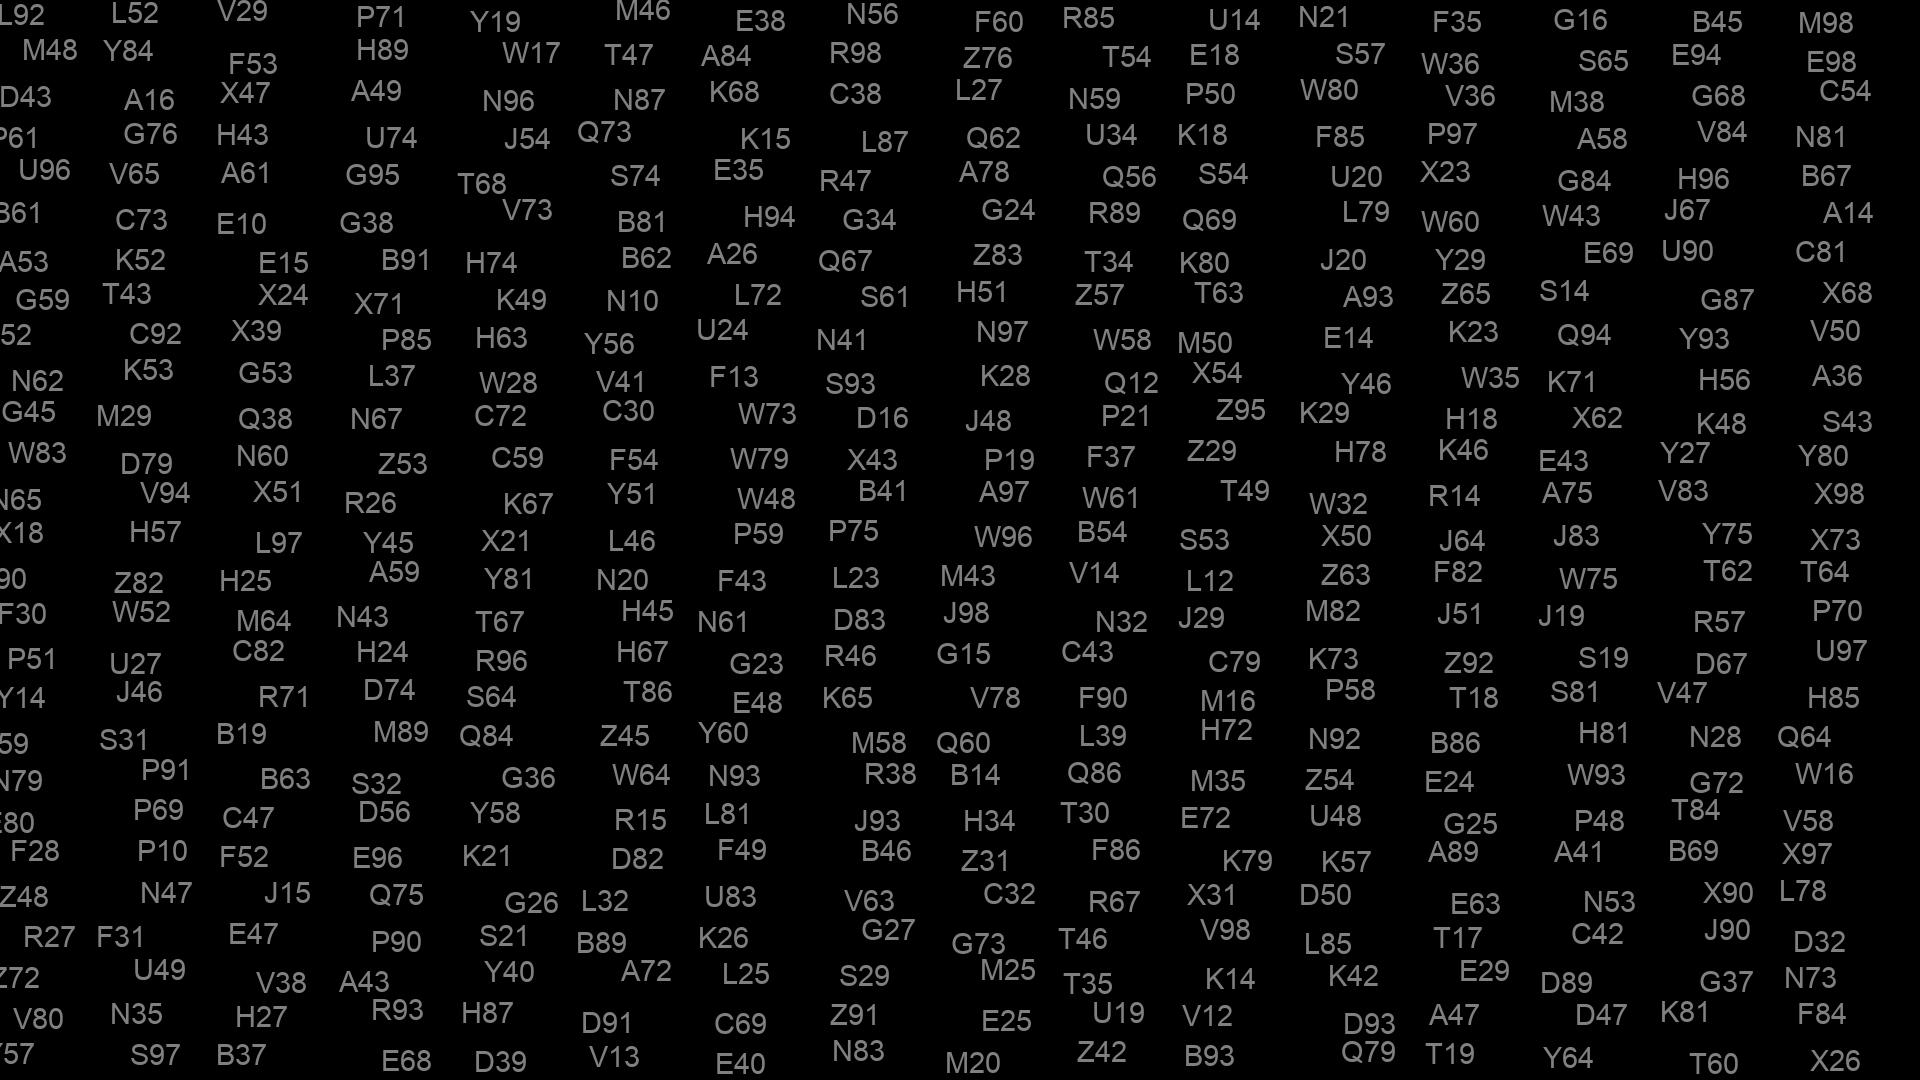 L92 L52 V29 P71 Y19 M46 E38 N56 F60 R85 U14 N21 F35 G16 B45 M98
M48 Y84 F53 H89 W17 T47 A84 R98 Z76 T54 E18 S57 W36 S65 E94 E98
D43 A16 X47 A49 N96 N87 K68 C38 L27 N59 P50 W80 V36 M38 G68 C54
P61 G76 H43 U74 J54 Q73 K15 L87 Q62 U34 K18 F85 P97 A58 V84 N81
U96 V65 A61 G95 T68 S74 E35 R47 A78 Q56 S54 U20 X23 G84 H96 B67
B61 C73 E10 G38 V73 B81 H94 G34 G24 R89 Q69 L79 W60 W43 J67 A14
A53 K52 E15 B91 H74 B62 A26 Q67 Z83 T34 K80 J20 Y29 E69 U90 C81
G59 T43 X24 X71 K49 N10 L72 S61 H51 Z57 T63 A93 Z65 S14 G87 X68
52 C92 X39 P85 H63 Y56 U24 N41 N97 W58 M50 E14 K23 Q94 Y93 V50
N62 K53 G53 L37 W28 V41 F13 S93 K28 Q12 X54 Y46 W35 K71 H56 A36
G45 M29 Q38 N67 C72 C30 W73 D16 J48 P21 Z95 K29 H18 X62 K48 S43
W83 D79 N60 Z53 C59 F54 W79 X43 P19 F37 Z29 H78 K46 E43 Y27 Y80
N65 V94 X51 R26 K67 Y51 W48 B41 A97 W61 T49 W32 R14 A75 V83 X98
X18 H57 L97 Y45 X21 L46 P59 P75 W96 B54 S53 X50 J64 J83 Y75 X73
90 Z82 H25 A59 Y81 N20 F43 L23 M43 V14 L12 Z63 F82 W75 T62 T64
F30 W52 M64 N43 T67 H45 N61 D83 J98 N32 J29 M82 J51 J19 R57 P70
P51 U27 C82 H24 R96 H67 G23 R46 G15 C43 C79 K73 Z92 S19 D67 U97
Y14 J46 R71 D74 S64 T86 E48 K65 V78 F90 M16 P58 T18 S81 V47 H85
59 S31 B19 M89 Q84 Z45 Y60 M58 Q60 L39 H72 N92 B86 H81 N28 Q64
N79 P91 B63 S32 G36 W64 N93 R38 B14 Q86 M35 Z54 E24 W93 G72 W16
E80 P69 C47 D56 Y58 R15 L81 J93 H34 T30 E72 U48 G25 P48 T84 V58
F28 P10 F52 E96 K21 D82 F49 B46 Z31 F86 K79 K57 A89 A41 B69 X97
Z48 N47 J15 Q75 G26 L32 U83 V63 C32 R67 X31 D50 E63 N53 X90 L78
R27 F31 E47 P90 S21 B89 K26 G27 G73 T46 V98 L85 T17 C42 J90 D32
Z72 U49 V38 A43 Y40 A72 L25 S29 M25 T35 K14 K42 E29 D89 G37 N73
V80 N35 H27 R93 H87 D91 C69 Z91 E25 U19 V12 D93 A47 D47 K81 F84
57 S97 B37 E68 D39 V13 E40 N83 M20 Z42 B93 Q79 T19 Y64 T60 X26